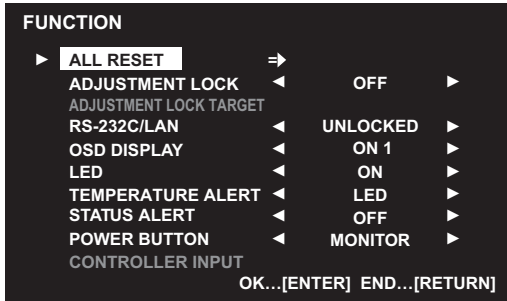 FUNCTION
ALL RESET
ADJUSTMENT LOCK OFF
ADJUSTMENT LOCK TARGET
RS-232C/LAN UNLOCKED
OSD DISPLAY ON 1
LED ON
TEMPERATURE ALERT LED
STATUS ALERT OFF
POWER BUTTON MONITOR
CONTROLLER INPUT
OK…[ENTER] END…[RETURN]